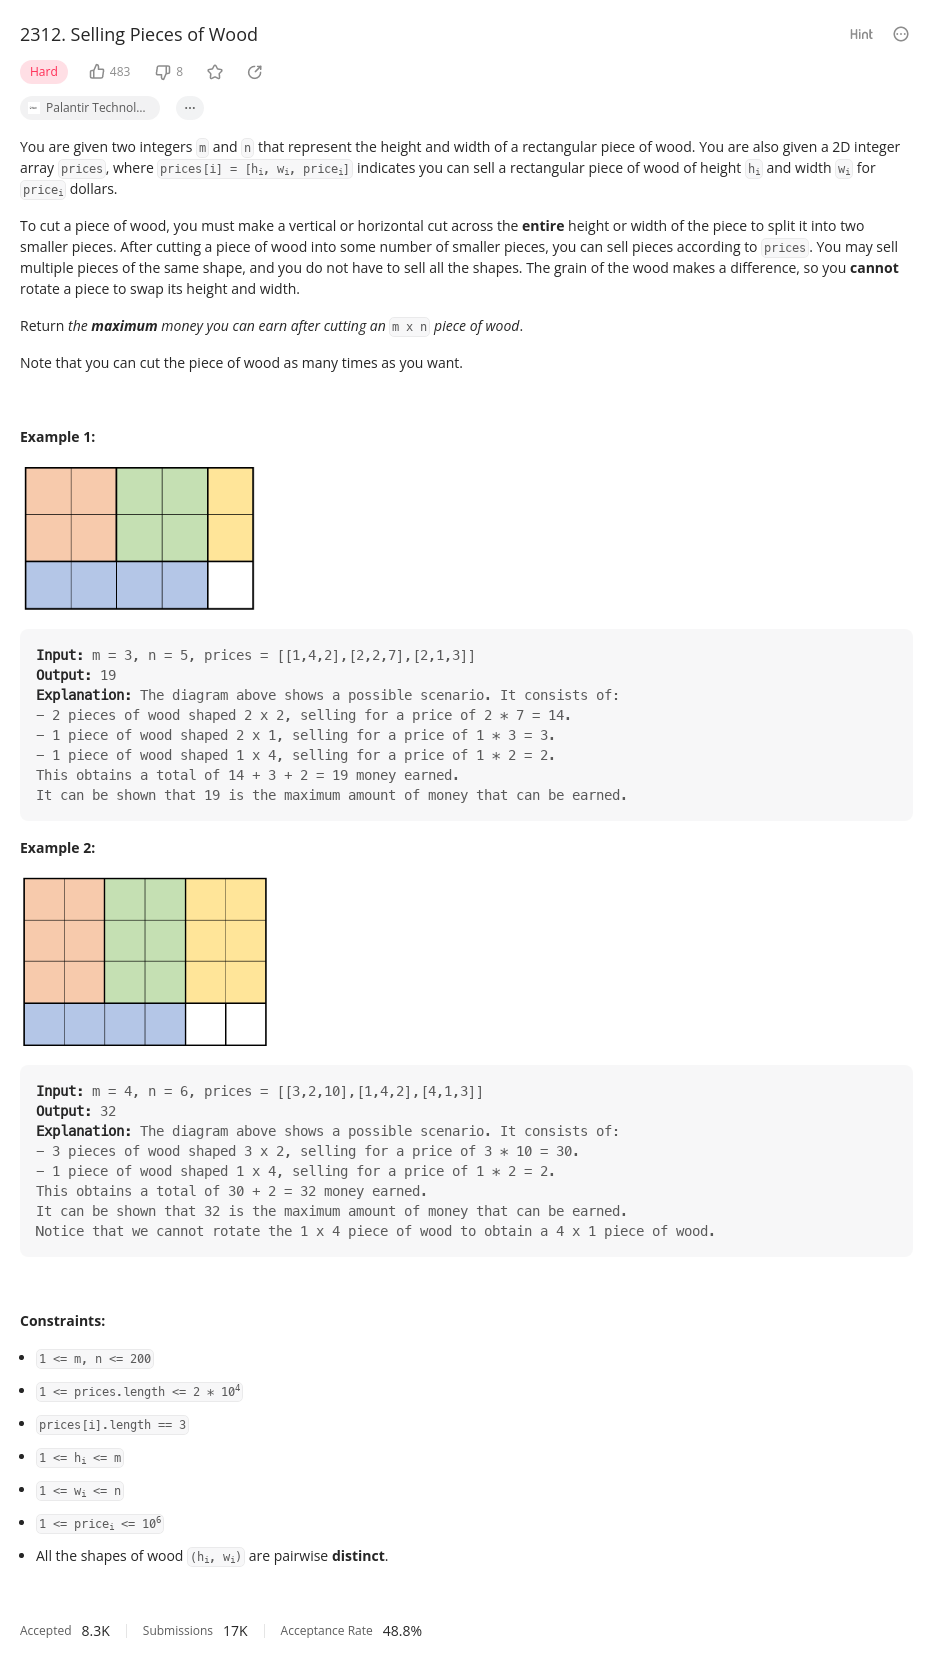 2312. Selling Pieces of Wood
Hint
Hard 483 8
Palantir Technol... ...
You are given two integers m and n that represent the height and width of a rectangular piece of wood. You are also given a 2D integer
array prices, where prices[i] = [hᵢ, wᵢ, priceᵢ] indicates you can sell a rectangular piece of wood of height hᵢ and width wᵢ for
priceᵢ dollars.
To cut a piece of wood, you must make a vertical or horizontal cut across the entire height or width of the piece to split it into two
smaller pieces. After cutting a piece of wood into some number of smaller pieces, you can sell pieces according to prices. You may sell
multiple pieces of the same shape, and you do not have to sell all the shapes. The grain of the wood makes a difference, so you cannot
rotate a piece to swap its height and width.
Return the maximum money you can earn after cutting an m x n piece of wood.
Note that you can cut the piece of wood as many times as you want.
Example 1:
Input: m = 3, n = 5, prices = [[1,4,2],[2,2,7],[2,1,3]]
Output: 19
Explanation: The diagram above shows a possible scenario. It consists of:
− 2 pieces of wood shaped 2 x 2, selling for a price of 2 * 7 = 14.
− 1 piece of wood shaped 2 x 1, selling for a price of 1 * 3 = 3.
− 1 piece of wood shaped 1 x 4, selling for a price of 1 * 2 = 2.
This obtains a total of 14 + 3 + 2 = 19 money earned.
It can be shown that 19 is the maximum amount of money that can be earned.
Example 2:
Input: m = 4, n = 6, prices = [[3,2,10],[1,4,2],[4,1,3]]
Output: 32
Explanation: The diagram above shows a possible scenario. It consists of:
− 3 pieces of wood shaped 3 x 2, selling for a price of 3 * 10 = 30.
− 1 piece of wood shaped 1 x 4, selling for a price of 1 * 2 = 2.
This obtains a total of 30 + 2 = 32 money earned.
It can be shown that 32 is the maximum amount of money that can be earned.
Notice that we cannot rotate the 1 x 4 piece of wood to obtain a 4 x 1 piece of wood.
Constraints:
• 1 <= m, n <= 200
• 1 <= prices.length <= 2 * 10⁴
• prices[i].length == 3
• 1 <= hᵢ <= m
• 1 <= wᵢ <= n
• 1 <= priceᵢ <= 10⁶
• All the shapes of wood (hᵢ, wᵢ) are pairwise distinct.
Accepted 8.3K Submissions 17K Acceptance Rate 48.8%